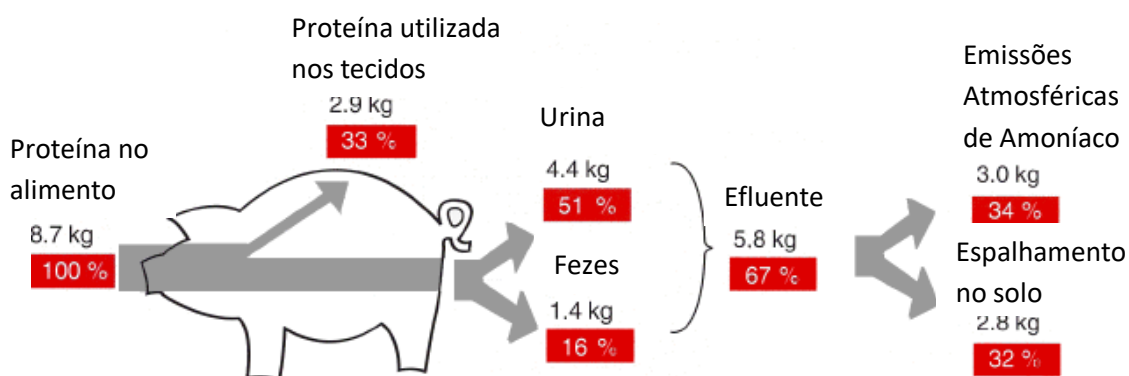 Proteína no
alimento
8.7 kg
100 %
Proteína utilizada
nos tecidos
2.9 kg
33 %
Urina
4.4 kg
51 %
Fezes
1.4 kg
16 %
Efluente
5.8 kg
67 %
Emissões
Atmosféricas
de Amoníaco
3.0 kg
34 %
Espalhamento
no solo
2.8 kg
32 %